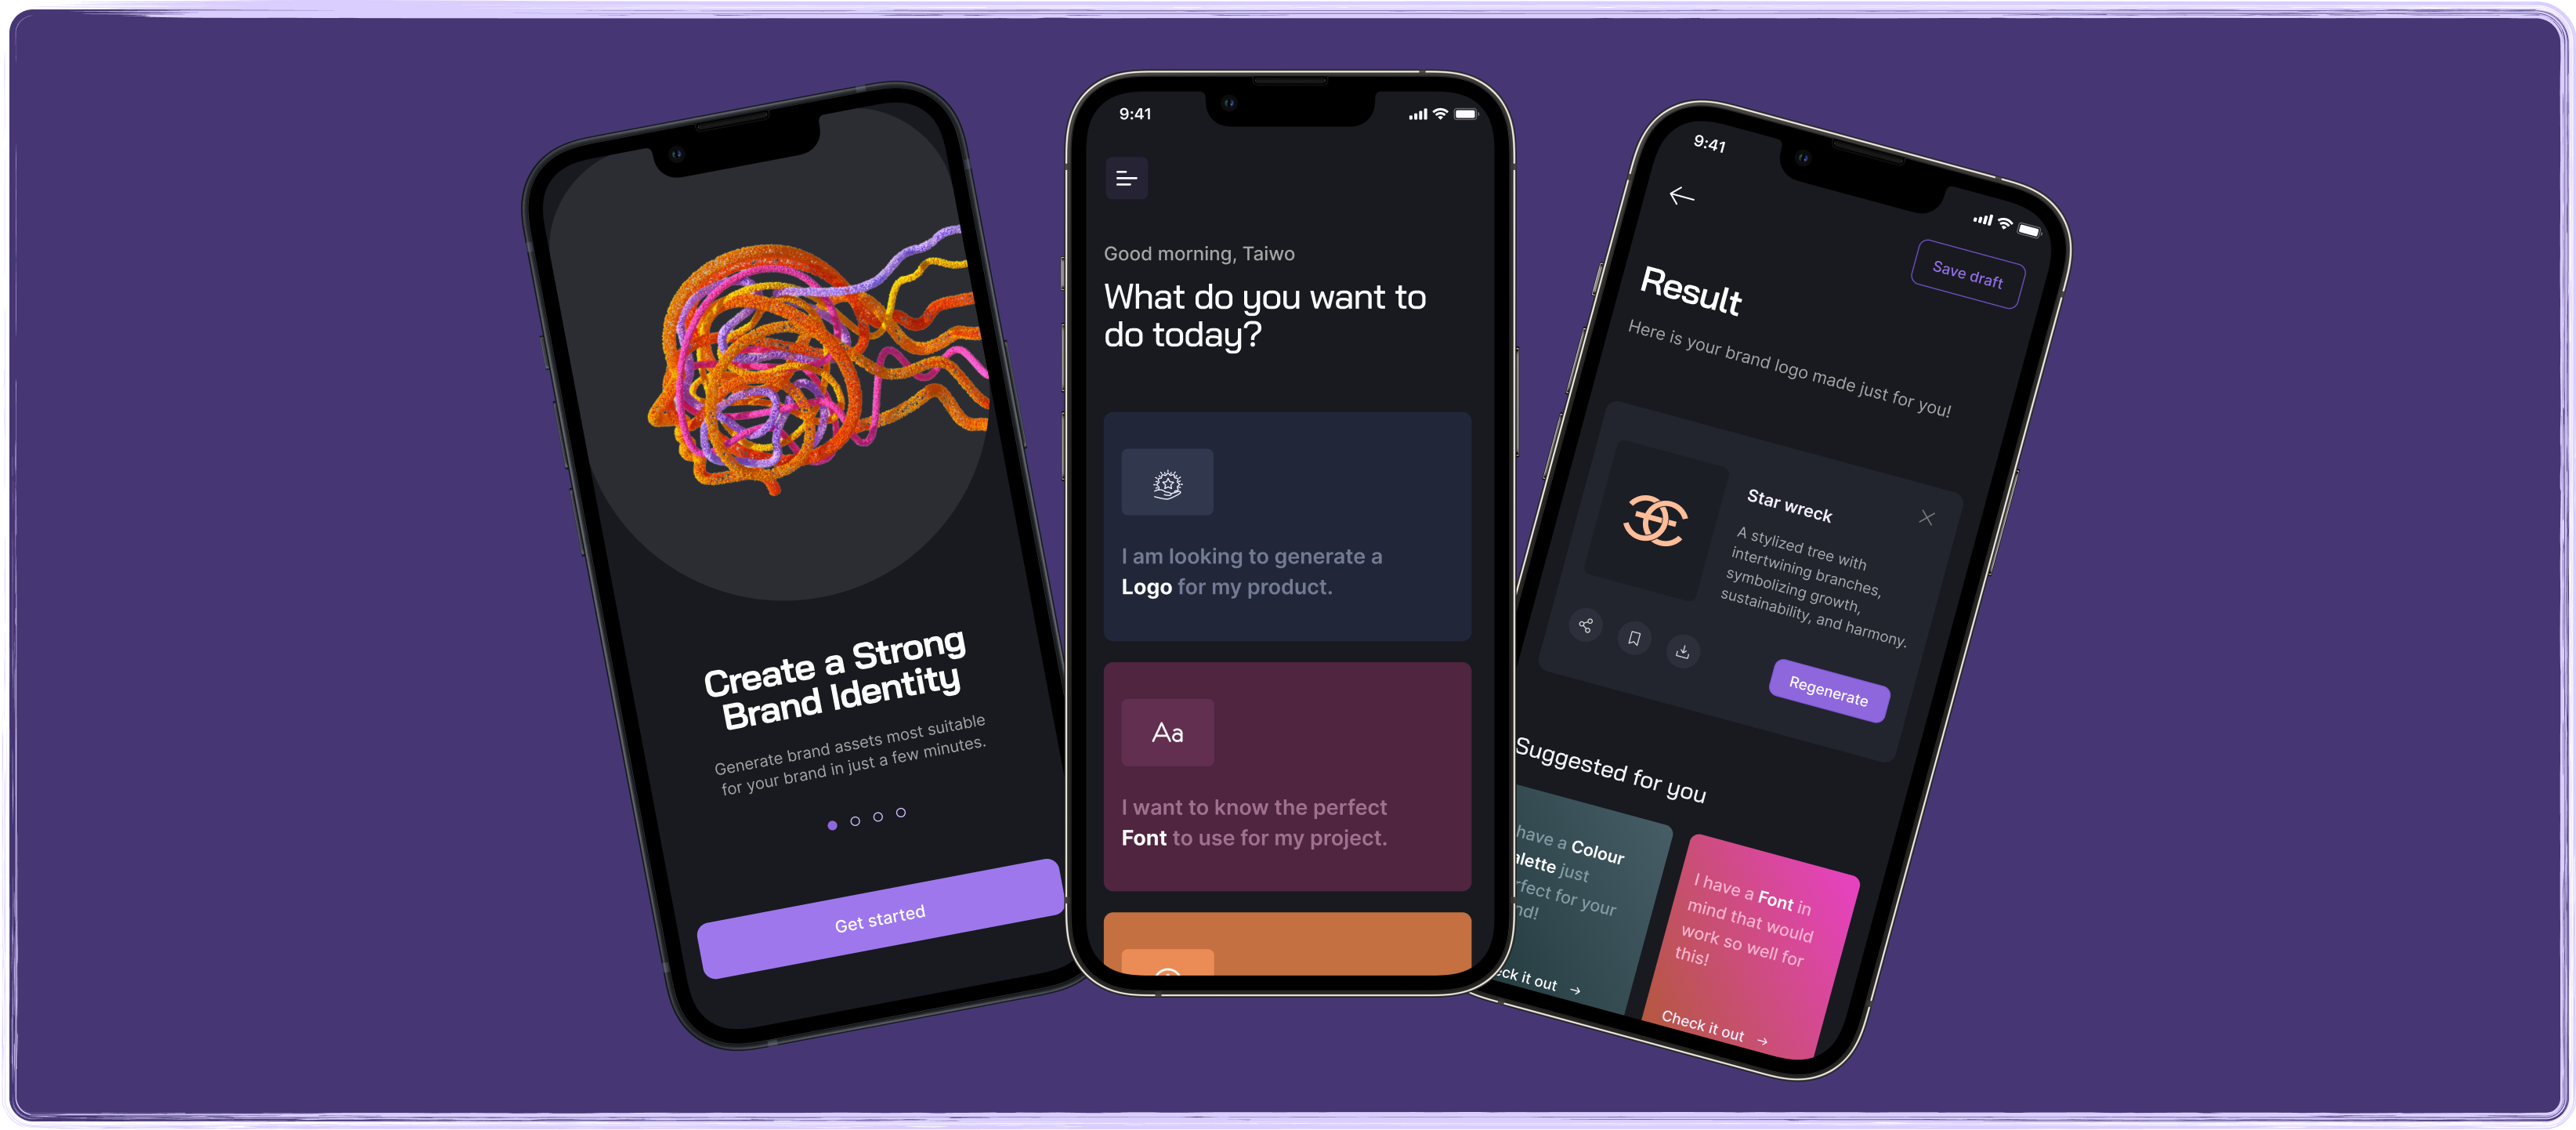 Create a Strong
Brand Identity
Generate brand assets most suitable
for your brand in just a few minutes.
Get started
9:41
Good morning, Taiwo
What do you want to
do today?
I am looking to generate a
Logo for my product.
Aa
I want to know the perfect
Font to use for my project.
9:41
Save draft
Result
Here is your brand logo made just for you!
Star wreck
A stylized tree with
intertwining branches,
symbolizing growth,
sustainability, and harmony.
Regenerate
Suggested for you
have a Colour
just
for your
it out
I have a Font in
mind that would
work so well for
this!
Check it out